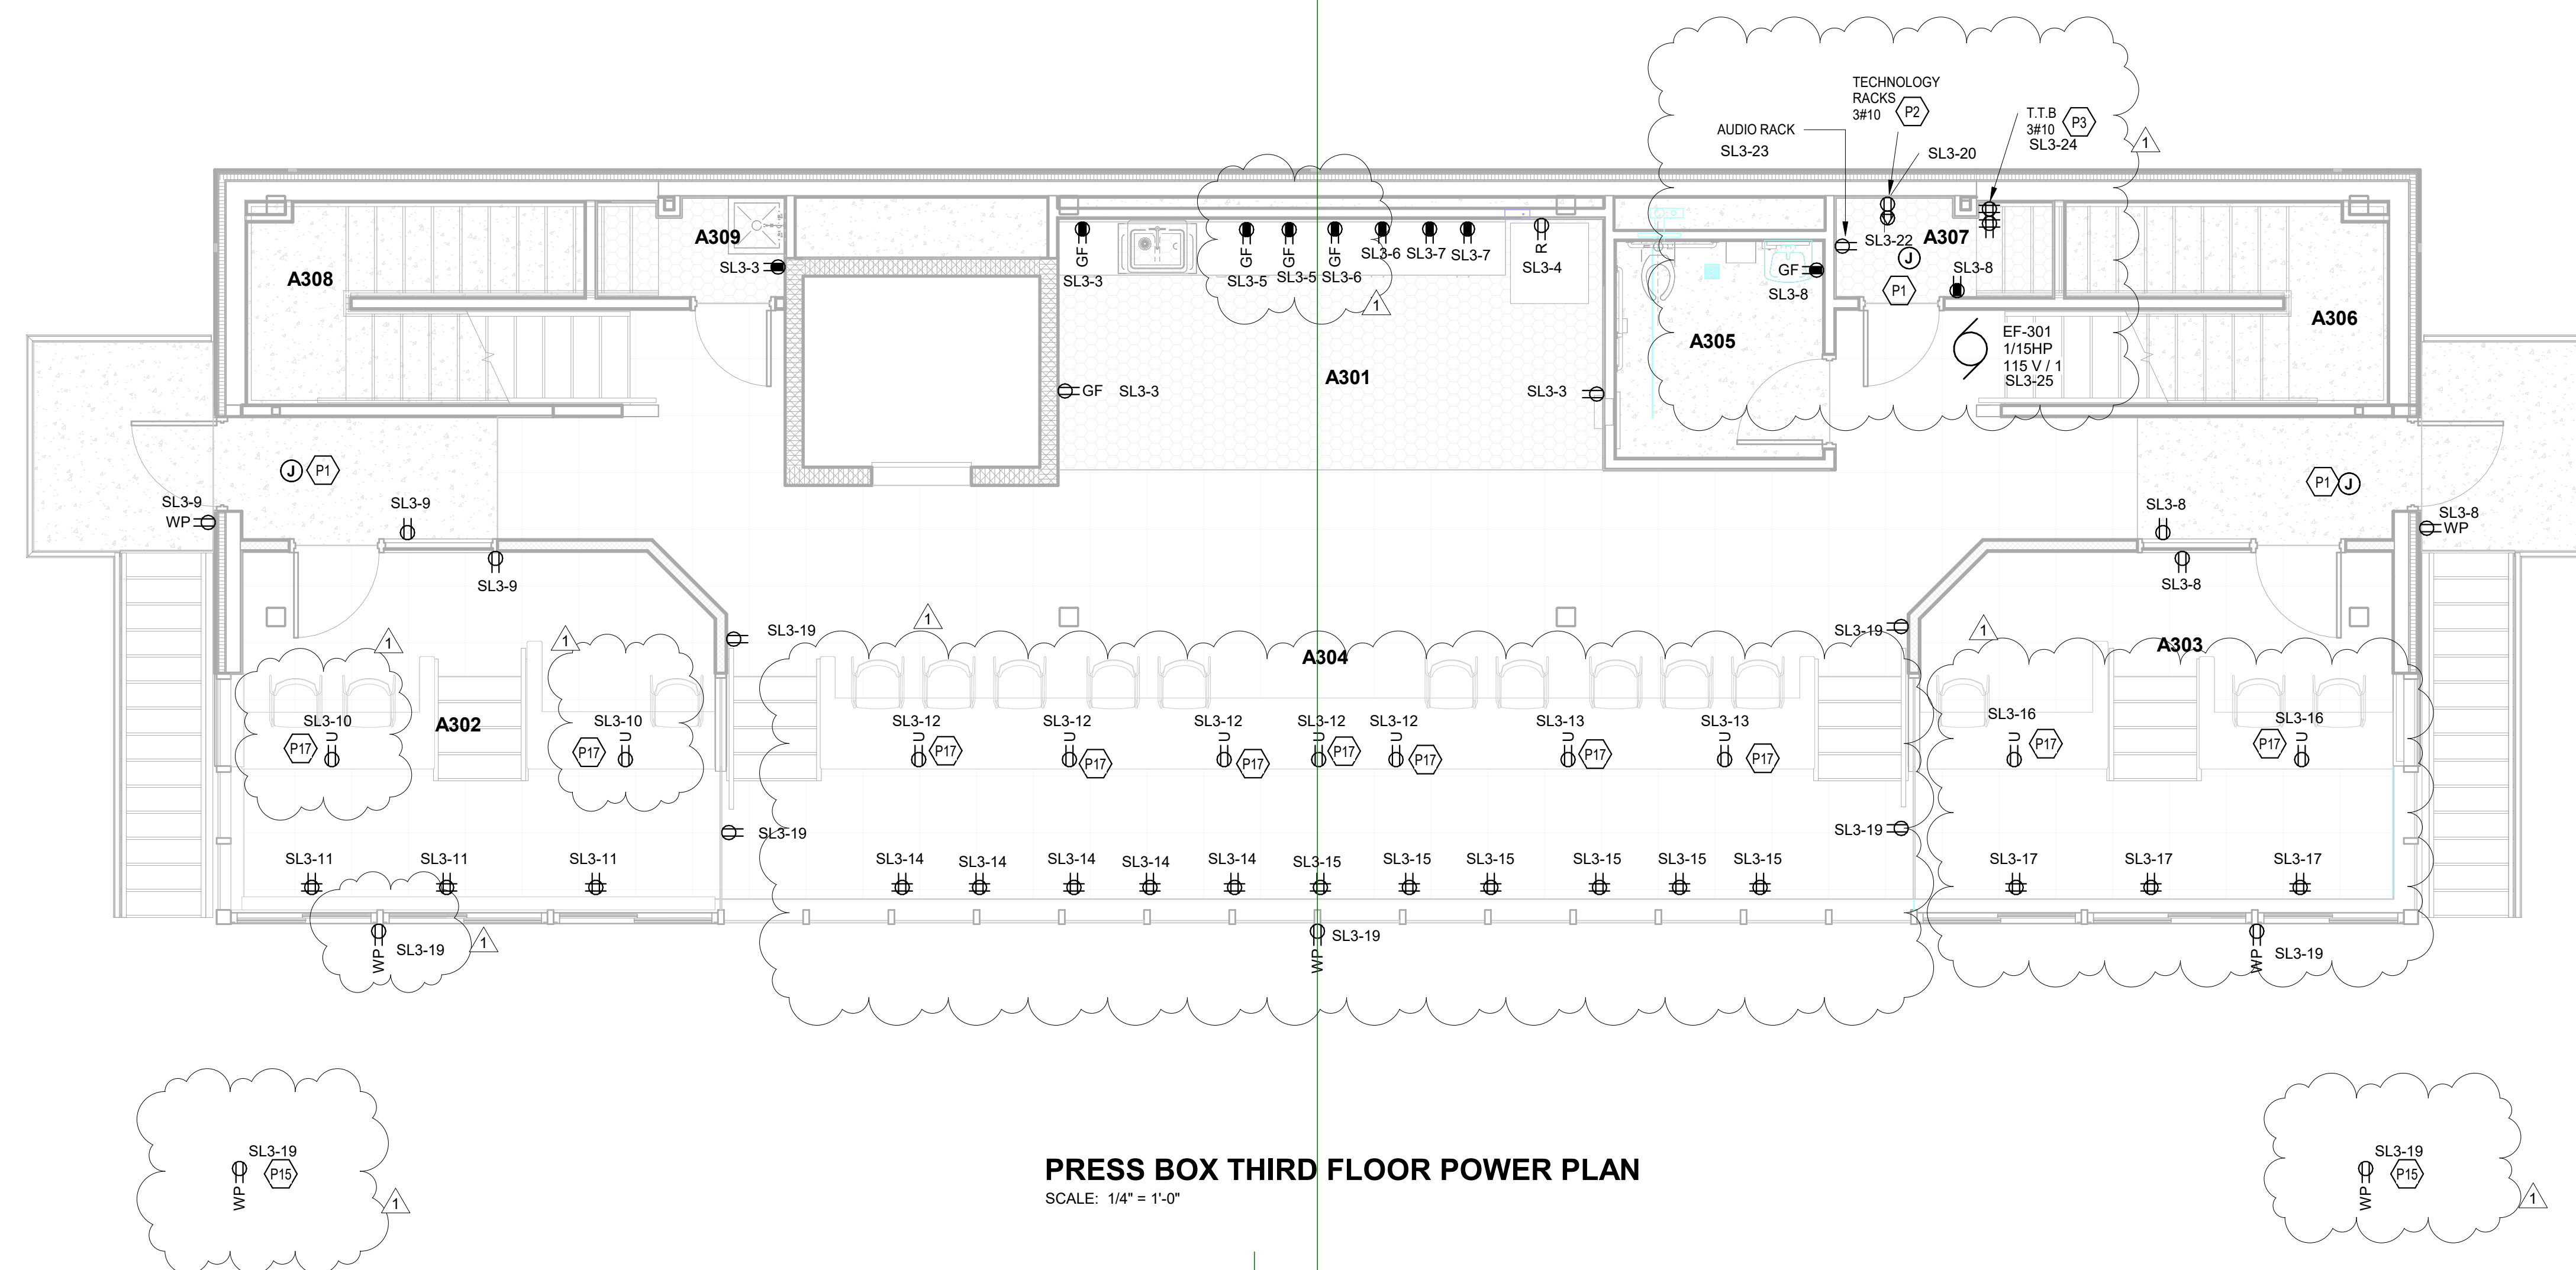 TECHNOLOGY
RACKS
3#10
P2
T.T.B
3#10
P3
SL3-24
AUDIO RACK
SL3-23
SL3-20
1
A309
SL3-3
A308
GF
SL3-3
GF
SL3-5
GF
SL3-5
GF
SL3-6
SL3-6
SL3-7
SL3-7
R
SL3-4
1
SL3-22
A307
J
P1
SL3-8
GF
SL3-8
A305
A306
EF-301
1/15HP
115 V / 1
SL3-25
A301
GF SL3-3
SL3-3
J P1
SL3-9
WP
SL3-9
SL3-9
P1 J
SL3-8
SL3-8
WP
SL3-8
1
1
SL3-19
1
A304
SL3-19
1
A303
SL3-10
U
P17
A302
SL3-10
U
P17
SL3-12
U
P17
SL3-12
U
P17
SL3-12
U
P17
SL3-12
U
P17
SL3-12
U
P17
SL3-13
U
P17
SL3-13
U
P17
SL3-16
U
P17
SL3-16
U
P17
SL3-19
SL3-19
SL3-11
SL3-11
SL3-11
SL3-14
SL3-14
SL3-14
SL3-14
SL3-14
SL3-15
SL3-15
SL3-15
SL3-15
SL3-15
SL3-15
SL3-17
SL3-17
SL3-17
WP
SL3-19
1
WP
SL3-19
WP
SL3-19
SL3-19
P15
WP
1
PRESS BOX THIRD FLOOR POWER PLAN
SCALE: 1/4" = 1'-0"
SL3-19
P15
WP
1